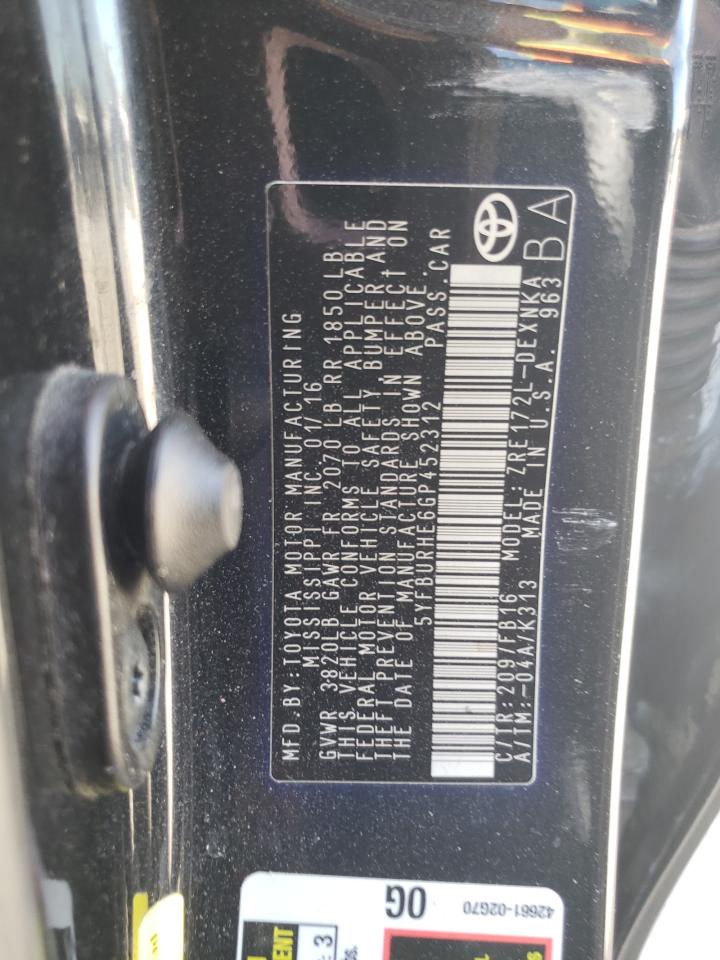 MFD.BY:TOYOTA MOTOR MANUFACTURING
MISSISSIPPI INC. 01/16
GVWR 3820LB GAWR FR 2070 LB RR 1850 LB
THIS VEHICLE CONFORMS TO ALL APPLICABLE
FEDERAL MOTOR VEHICLE SAFETY, BUMPER AND
THEFT PREVENTION STANDARDS IN EFFECT ON
THE DATE OF MANUFACTURE SHOWN ABOVE.
5YFBURHE6GP452312 PASS.CAR
C/TR:209/FB16 MODEL:ZRE172L-DEXNKA
A/TM:-04A/K313 MADE IN U.S.A. 963
BA
0G
42661-02G70
3